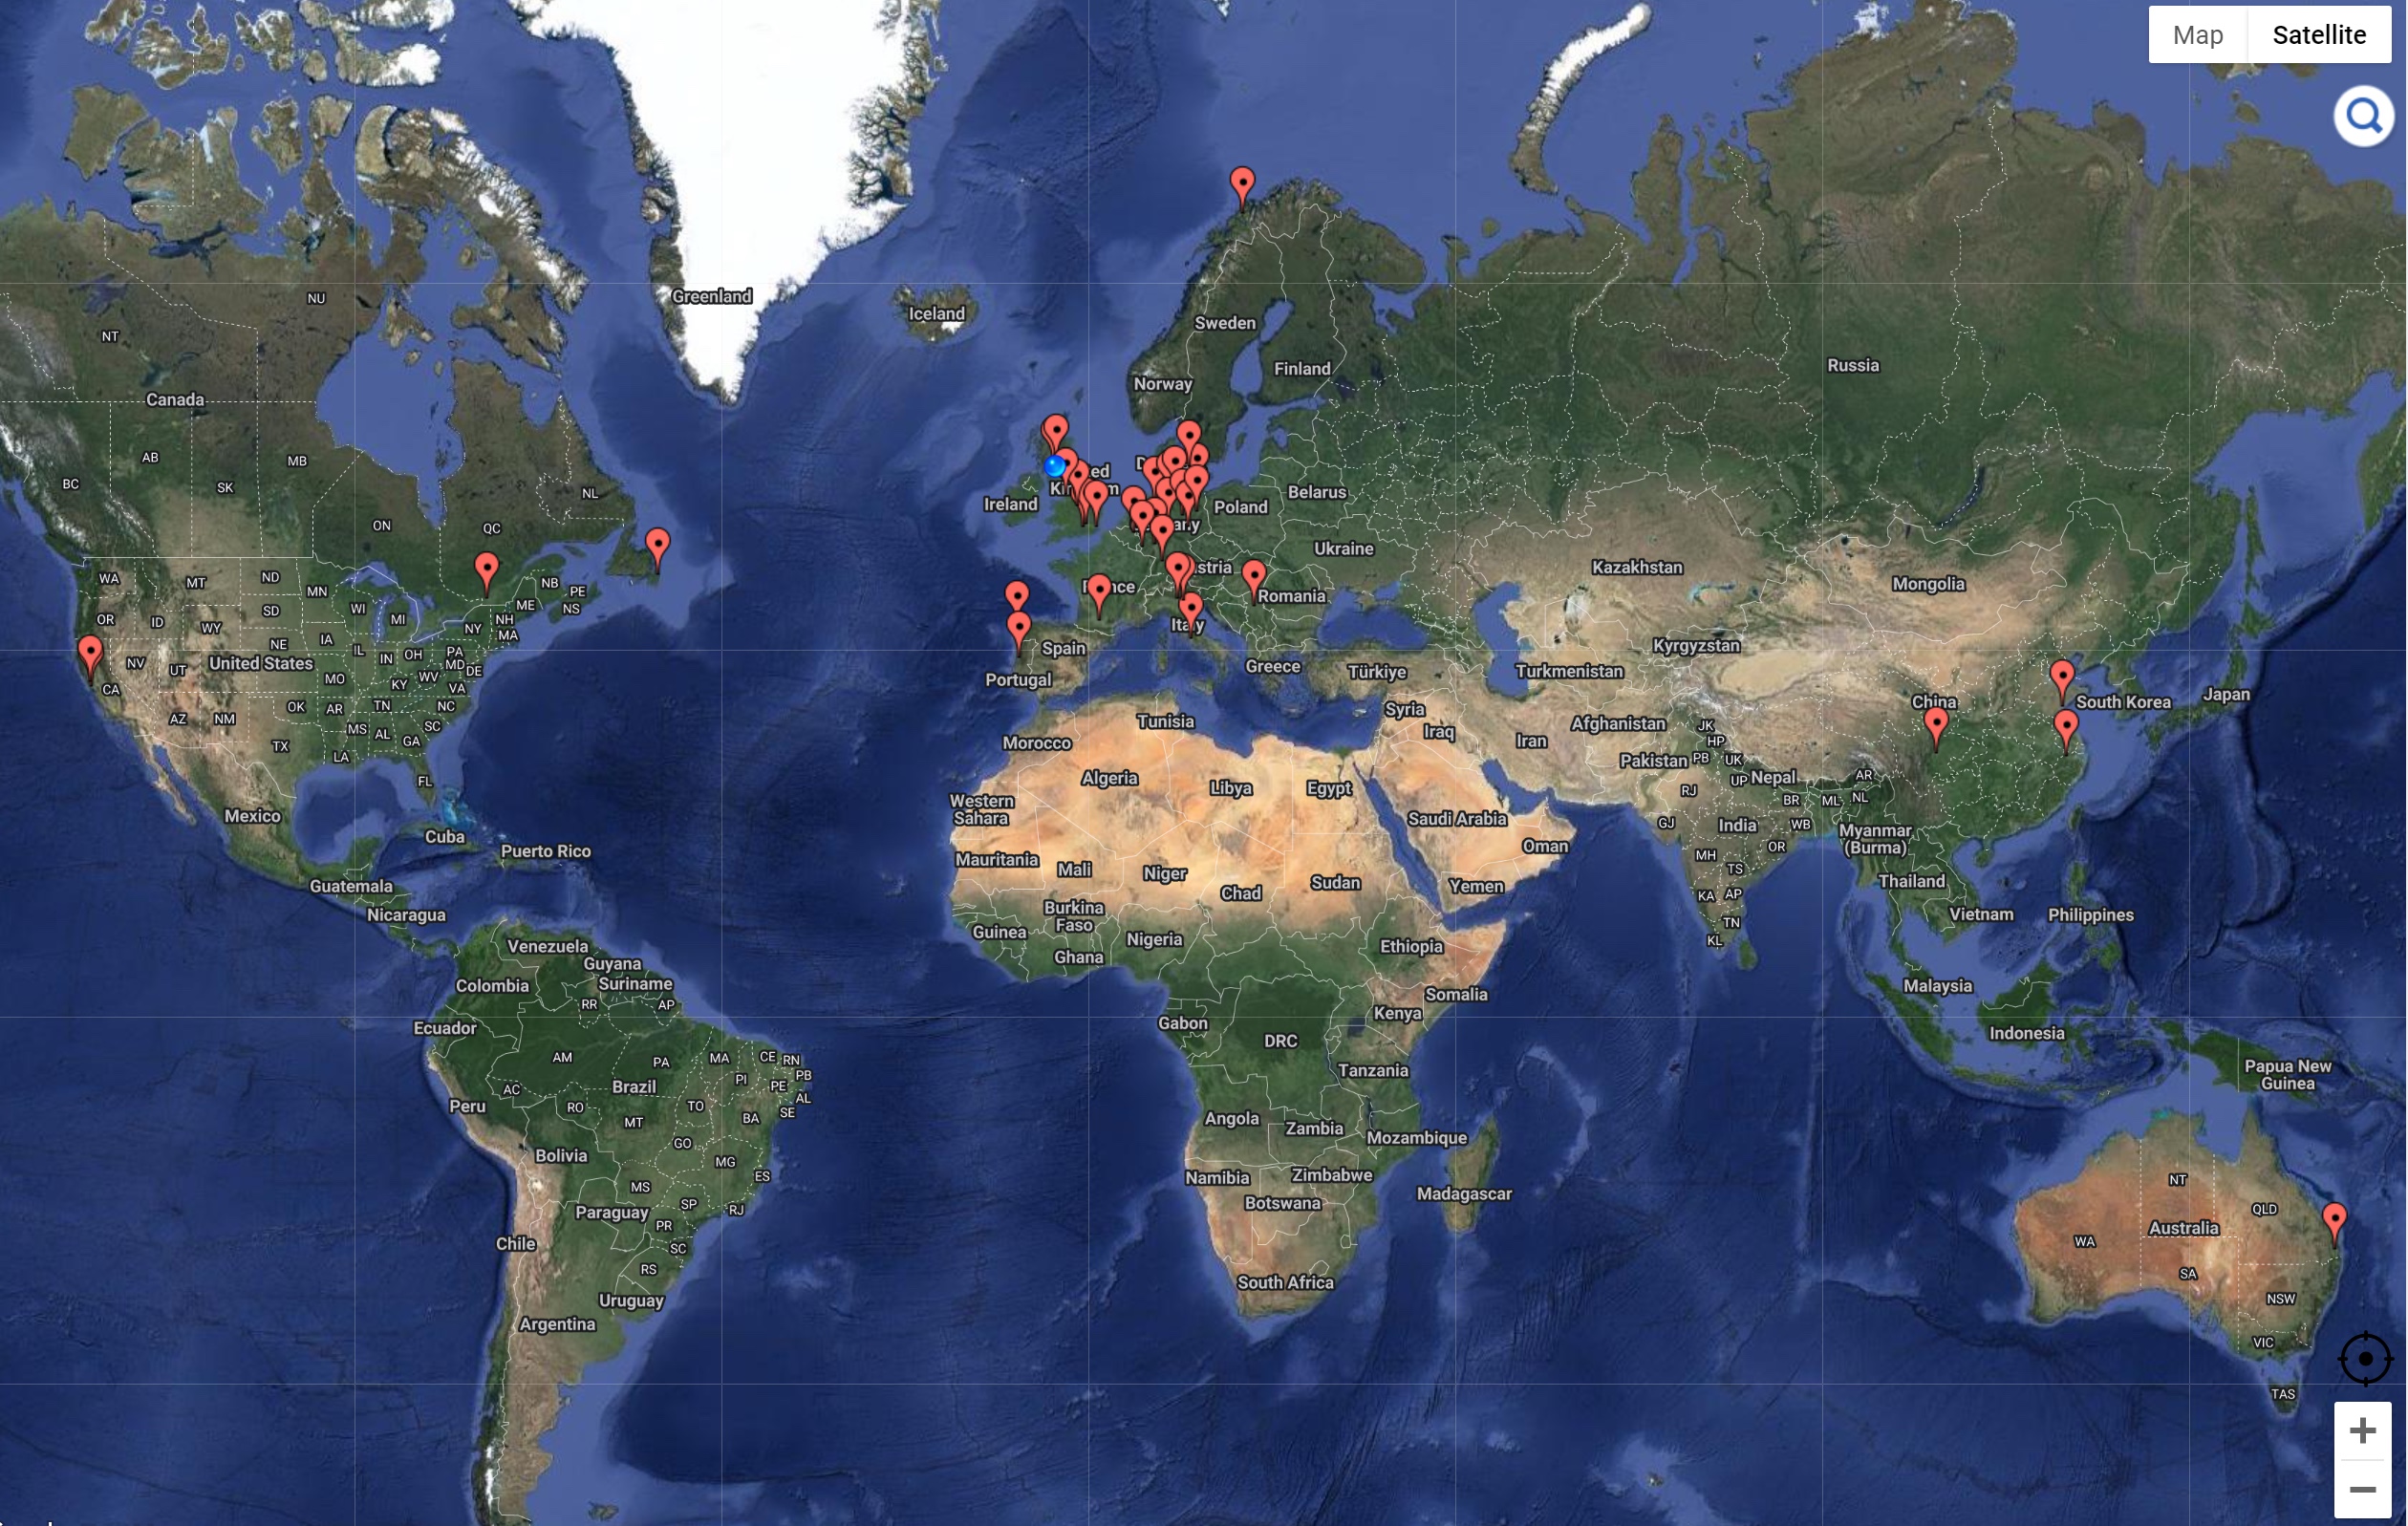 Map
Satellite
Greenland
Iceland
NU
NT
Canada
Sweden
Finland
Norway
Russia
AB
MB
SK
BC
NL
ON
QC
Ireland
Poland
Belarus
Ukraine
Kazakhstan
Mongolia
Romania
WA
MT
ND
MN
NB
PE
NS
ME
OR
ID
WY
SD
WI
MI
NY
NH
MA
NE
IA
IL
IN
OH
PA
MD
DE
NV
UT
United States
CA
MO
KY
WV
VA
AZ
NM
OK
AR
TN
NC
TX
MS
AL
GA
SC
LA
FL
Italy
Spain
Portugal
Greece
Türkiye
Turkmenistan
Kyrgyzstan
China
South Korea
Japan
Tunisia
Syria
Iraq
Iran
Afghanistan
Pakistan
JK
HP
PB
UK
UP
Nepal
AR
RJ
BR
ML
NL
Morocco
Algeria
Libya
Egypt
Western
Sahara
Saudi Arabia
Oman
GJ
India
WB
OR
Myanmar
(Burma)
MH
TS
KA
AP
TN
KL
Thailand
Vietnam
Philippines
Mexico
Cuba
Puerto Rico
Guatemala
Nicaragua
Mauritania
Mali
Niger
Chad
Sudan
Yemen
Burkina
Faso
Guinea
Nigeria
Ghana
Ethiopia
Somalia
Kenya
Gabon
DRC
Tanzania
Malaysia
Indonesia
Papua New
Guinea
Venezuela
Guyana
Suriname
Colombia
RR
AP
Ecuador
AM
PA
MA
CE
RN
PB
PI
PE
AL
SE
AC
Brazil
TO
BA
RO
MT
Peru
GO
Bolivia
MG
ES
MS
SP
RJ
Paraguay
PR
SC
Chile
RS
Uruguay
Argentina
Angola
Zambia
Mozambique
Namibia
Zimbabwe
Botswana
Madagascar
South Africa
NT
QLD
Australia
WA
SA
NSW
VIC
TAS